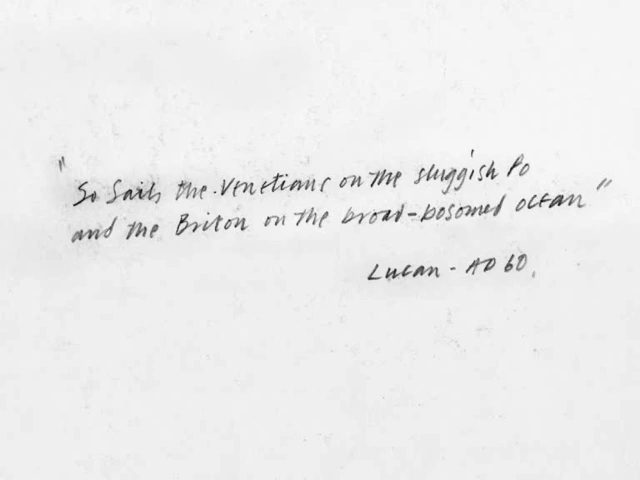 "So Sails the Venetians on the sluggish Po
and the Briton on the broad-bosomed ocean"
Lucan - AD 60.